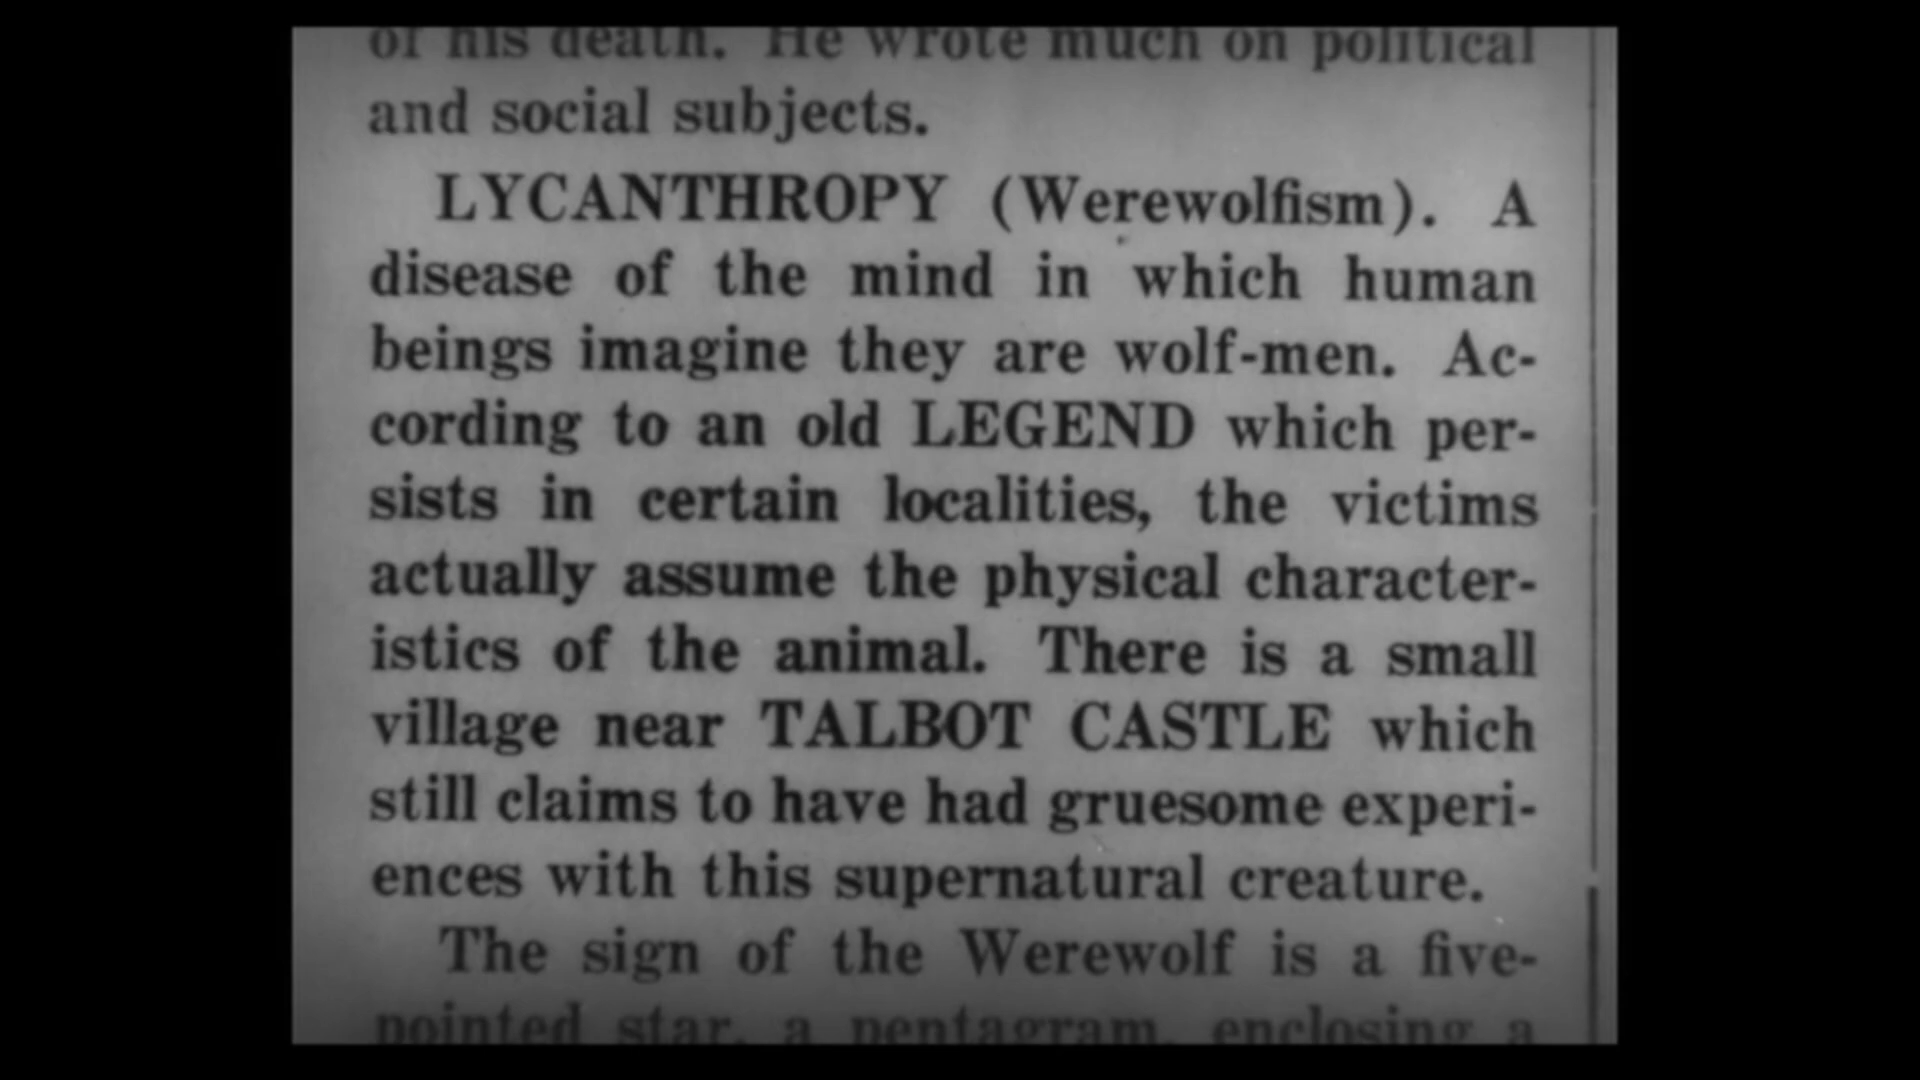 of his death. He wrote much on political
and social subjects.
LYCANTHROPY (Werewolfism). A
disease of the mind in which human
beings imagine they are wolf-men. Ac-
cording to an old LEGEND which per-
sists in certain localities, the victims
actually assume the physical character-
istics of the animal. There is a small
village near TALBOT CASTLE which
still claims to have had gruesome experi-
ences with this supernatural creature.
The sign of the Werewolf is a five-
pointed star, a pentagram, enclosing a